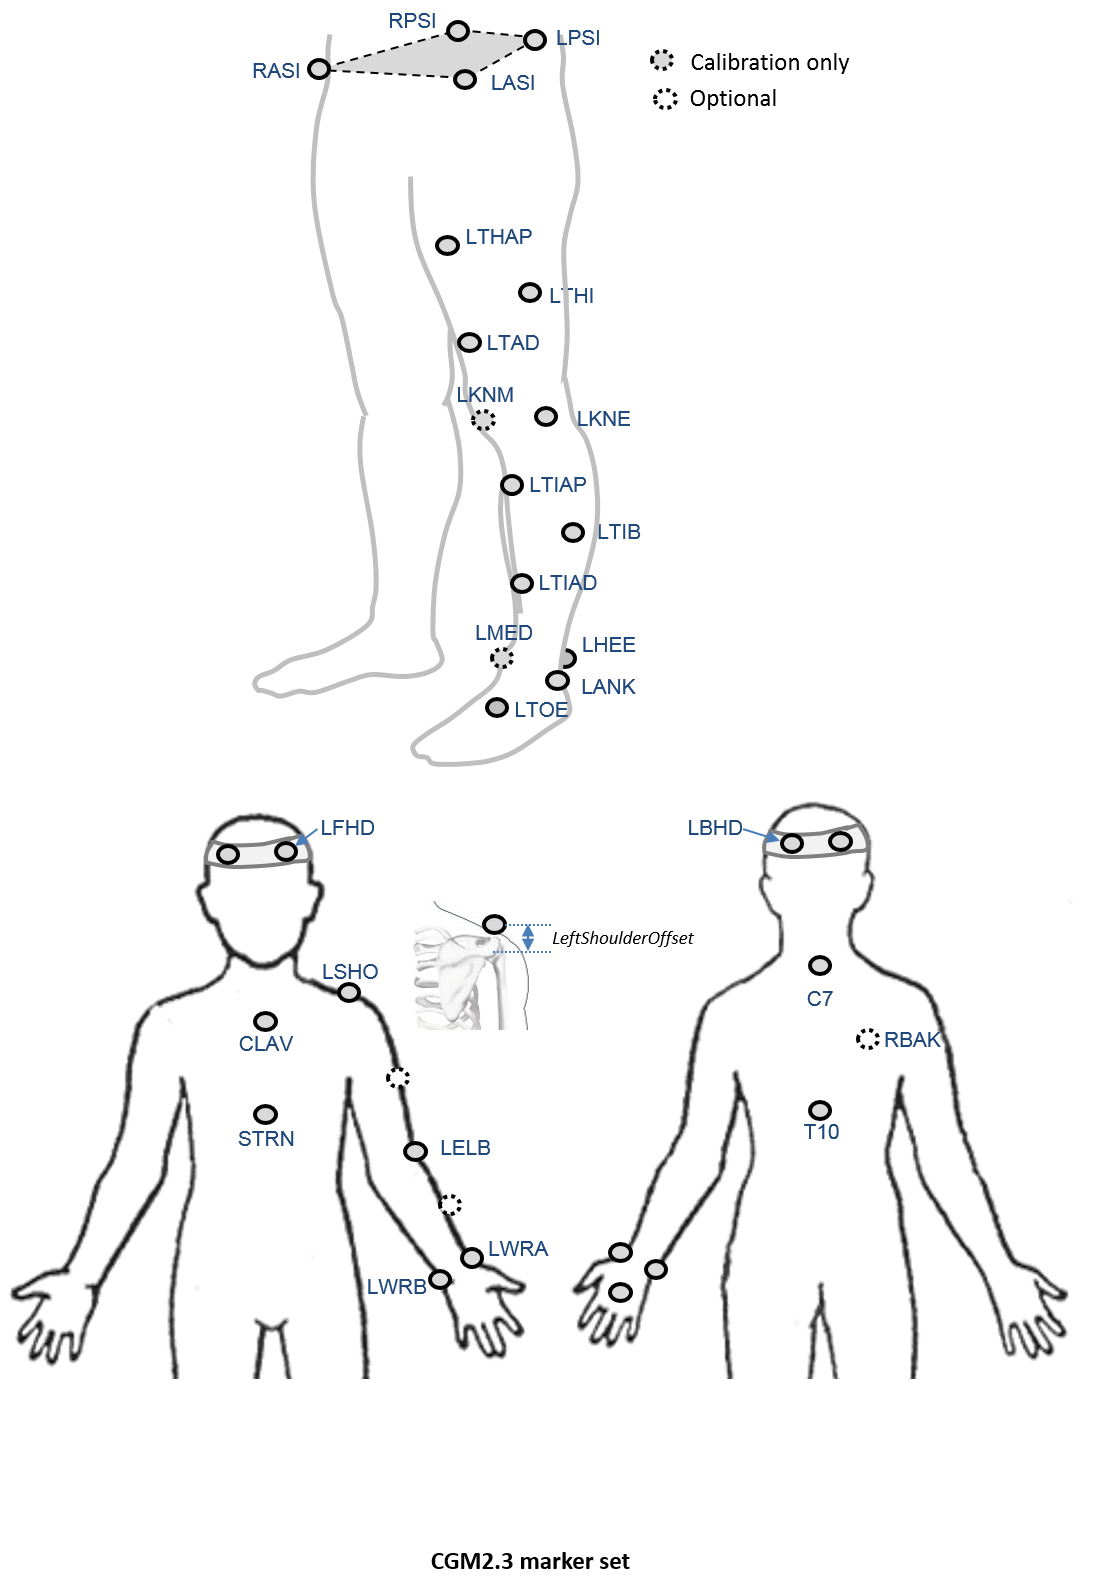 RPSI
LPSI
RASI
LASI
Calibration only
Optional
LTHAP
LTHI
LTAD
LKNM
LKNE
LTIAP
LTIB
LTIAD
LMED
LHEE
LANK
LTOE
LFHD
LBHD
LeftShoulderOffset
LSHO
C7
CLAV
RBAK
STRN
T10
LELB
LWRA
LWRB
CGM2.3 marker set